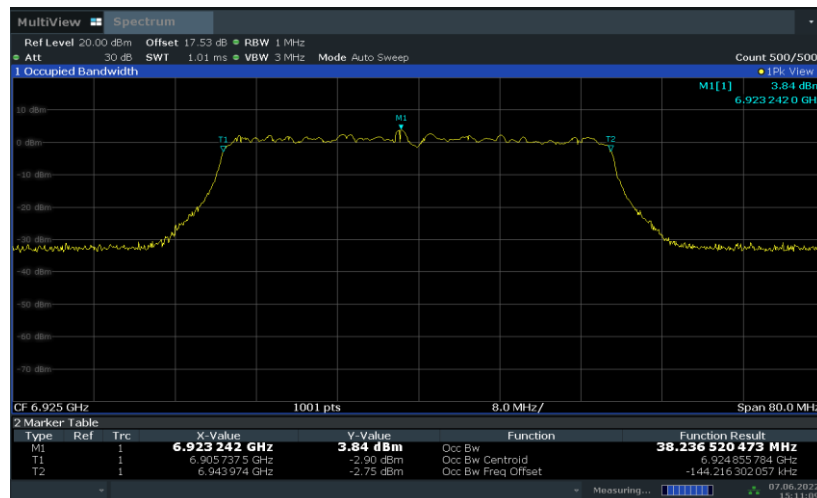 MultiView Spectrum
Ref Level 20.00 dBm Offset 17.53 dB RBW 1 MHz
Att 30 dB SWT 1.01 ms VBW 3 MHz Mode Auto Sweep Count 500/500
1 Occupied Bandwidth 1Pk View
M1[1] 3.84 dBm
6.923 242 0 GH
M1
10 dBm
T1 T2
0 dBm
-10 dBm
-20 dBm
-30 dBm
-40 dBm
-50 dBm
-60 dBm
-70 dBm
CF 6.925 GHz 1001 pts 8.0 MHz/ Span 80.0 MHz
2 Marker Table
Type Ref Trc X-Value Y-Value Function Function Result
M1 1 6.923 242 GHz 3.84 dBm Occ Bw 38.236 520 473 MHz
T1 1 6.905 737 5 GHz -2.90 dBm Occ Bw Centroid 6.924 855 784 GHz
T2 1 6.943 974 GHz -2.75 dBm Occ Bw Freq Offset -144.216 302 057 kHz
Measuring... 07.06.202
15:11:0